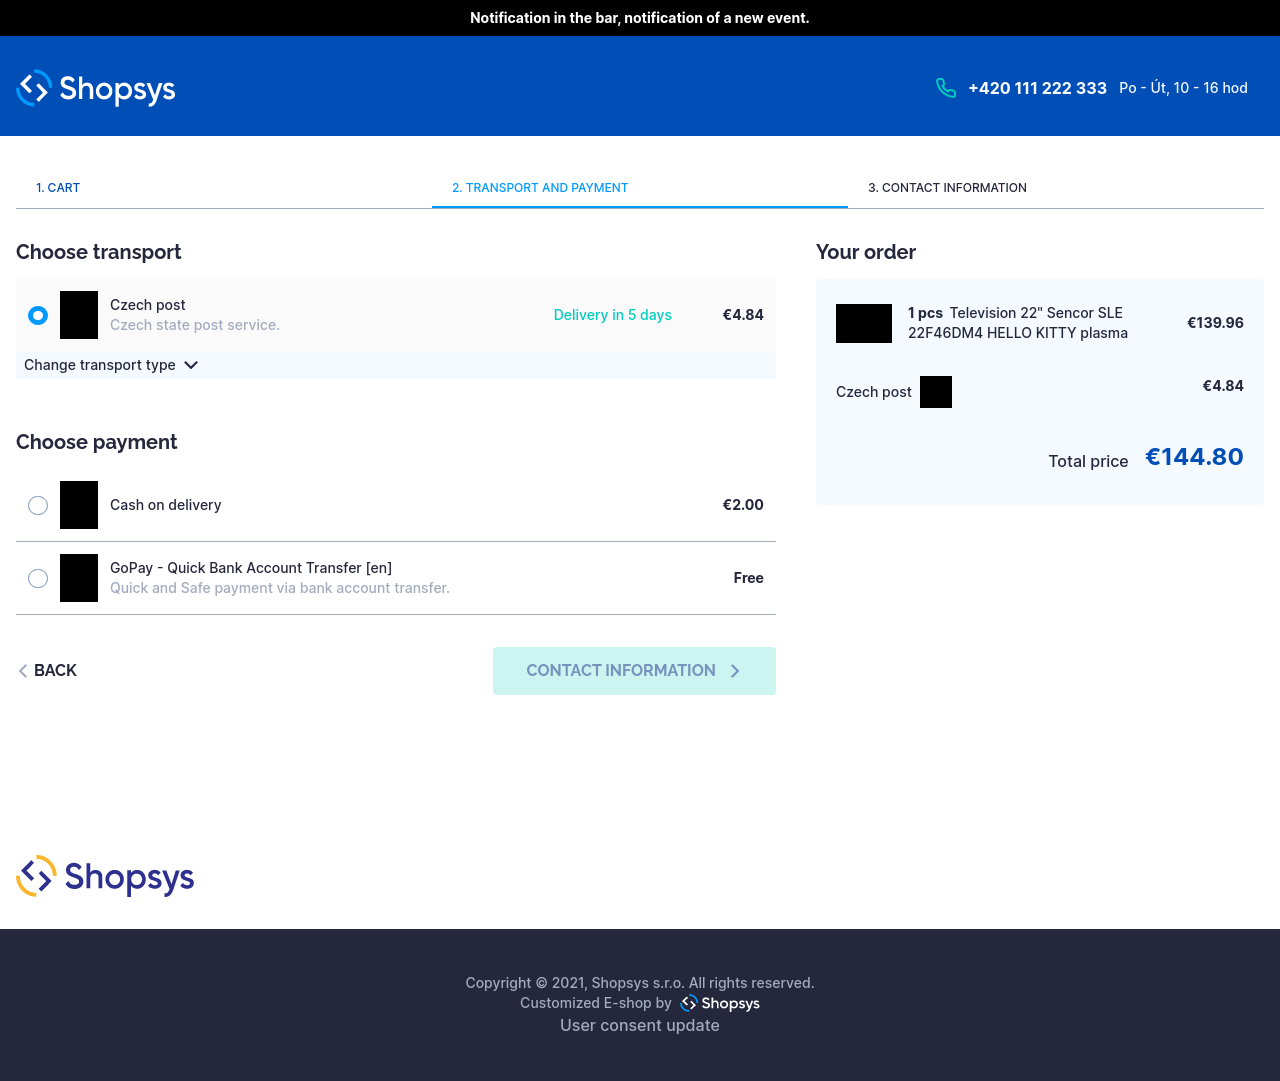 Notification in the bar, notification of a new event.
Shopsys
+420 111 222 333 Po - Út, 10 - 16 hod
1. CART
2. TRANSPORT AND PAYMENT
3. CONTACT INFORMATION
Choose transport
Czech post
Czech state post service.
Delivery in 5 days
€4.84
Change transport type
Choose payment
Cash on delivery
€2.00
GoPay - Quick Bank Account Transfer [en]
Quick and Safe payment via bank account transfer.
Free
BACK
CONTACT INFORMATION
Your order
1 pcs Television 22" Sencor SLE
22F46DM4 HELLO KITTY plasma
€139.96
Czech post
€4.84
Total price €144.80
Shopsys
Copyright © 2021, Shopsys s.r.o. All rights reserved.
Customized E-shop by Shopsys
User consent update